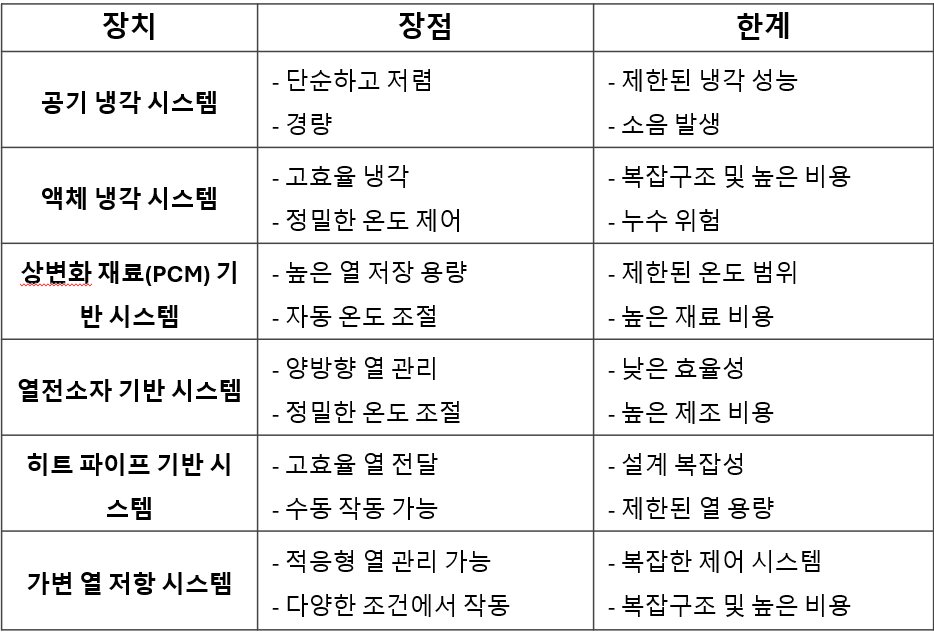 장치 장점 한계
공기 냉각 시스템
- 단순하고 저렴
- 경량
- 제한된 냉각 성능
- 소음 발생
액체 냉각 시스템
- 고효율 냉각
- 정밀한 온도 제어
- 복잡구조 및 높은 비용
- 누수 위험
상변화 재료(PCM) 기
반 시스템
- 높은 열 저장 용량
- 자동 온도 조절
- 제한된 온도 범위
- 높은 재료 비용
열전소자 기반 시스템
- 양방향 열 관리
- 정밀한 온도 조절
- 낮은 효율성
- 높은 제조 비용
히트 파이프 기반 시
스템
- 고효율 열 전달
- 수동 작동 가능
- 설계 복잡성
- 제한된 열 용량
가변 열 저항 시스템
- 적응형 열 관리 가능
- 다양한 조건에서 작동
- 복잡한 제어 시스템
- 복잡구조 및 높은 비용